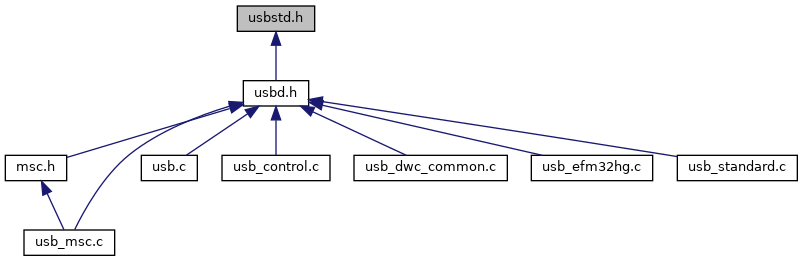 usbstd.h
usbd.h
msc.h
usb.c
usb_control.c
usb_dwc_common.c
usb_efm32hg.c
usb_standard.c
usb_msc.c